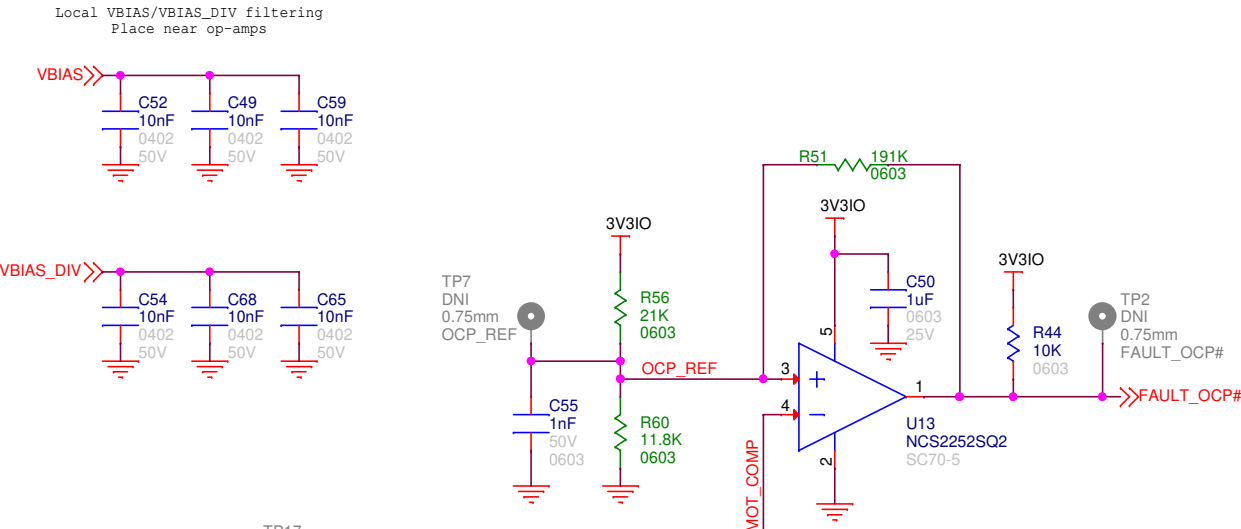 Local VBIAS/VBIAS_DIV filtering
Place near op-amps
VBIAS
C52
10nF
0402
50V
C49
10nF
0402
50V
C59
10nF
0402
50V
VBIAS_DIV
C54
10nF
0402
50V
C68
10nF
0402
50V
C65
10nF
0402
50V
R51
191K
0603
3V3IO
3V3IO
C50
1uF
0603
25V
3V3IO
TP7
DNI
0.75mm
OCP_REF
R56
21K
0603
R44
10K
0603
TP2
DNI
0.75mm
FAULT_OCP#
OCP_REF
3
4
5
2
1
FAULT_OCP#
C55
1nF
50V
0603
R60
11.8K
0603
U13
NCS2252SQ2
SC70-5
MOT_COMP
TP17